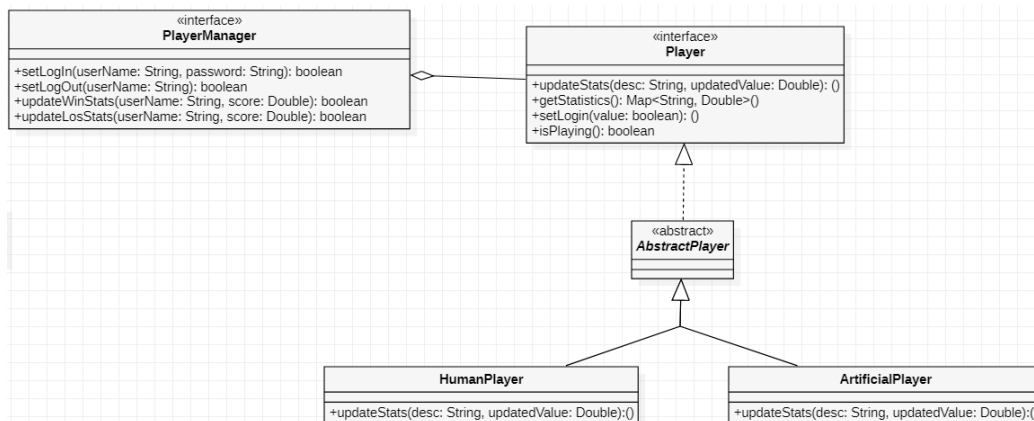 «interface»
PlayerManager
+setLogIn(userName: String, password: String): boolean
+setLogOut(userName: String): boolean
+updateWinStats(userName: String, score: Double): boolean
+updateLosStats(userName: String, score: Double): boolean
«interface»
Player
+updateStats(desc: String, updatedValue: Double): ()
+getStatistics(): Map<String, Double>()
+setLogin(value: boolean): ()
+isPlaying(): boolean
«abstract»
AbstractPlayer
HumanPlayer
+updateStats(desc: String, updatedValue: Double):()
ArtificialPlayer
+updateStats(desc: String, updatedValue: Double):()